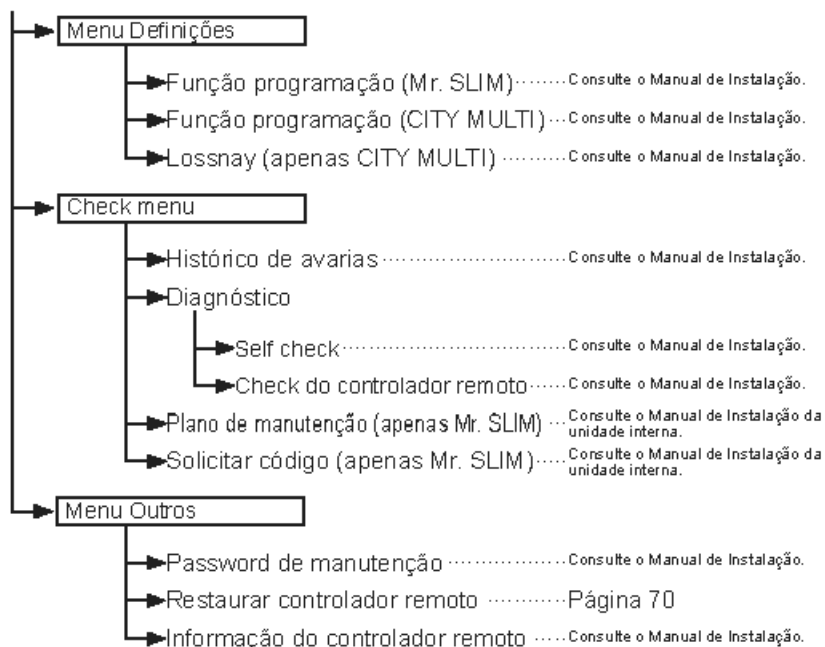 Menu Definições
Função programação (Mr. SLIM)········Consulte o Manual de Instalação.
Função programação (CITY MULTI)···Consulte o Manual de Instalação.
Lossnay (apenas CITY MULTI)··········Consulte o Manual de Instalação.
Check menu
Histórico de avarias·····························Consulte o Manual de Instalação.
Diagnóstico
Self check···································Consulte o Manual de Instalação.
Check do controlador remoto······Consulte o Manual de Instalação.
Plano de manutenção (apenas Mr. SLIM)···Consulte o Manual de Instalação da
unidade interna.
Solicitar código (apenas Mr. SLIM)·····Consulte o Manual de Instalação da
unidade interna.
Menu Outros
Password de manutenção··················Consulte o Manual de Instalação.
Restaurar controlador remoto············Página 70
Informação do controlador remoto·····Consulte o Manual de Instalação.